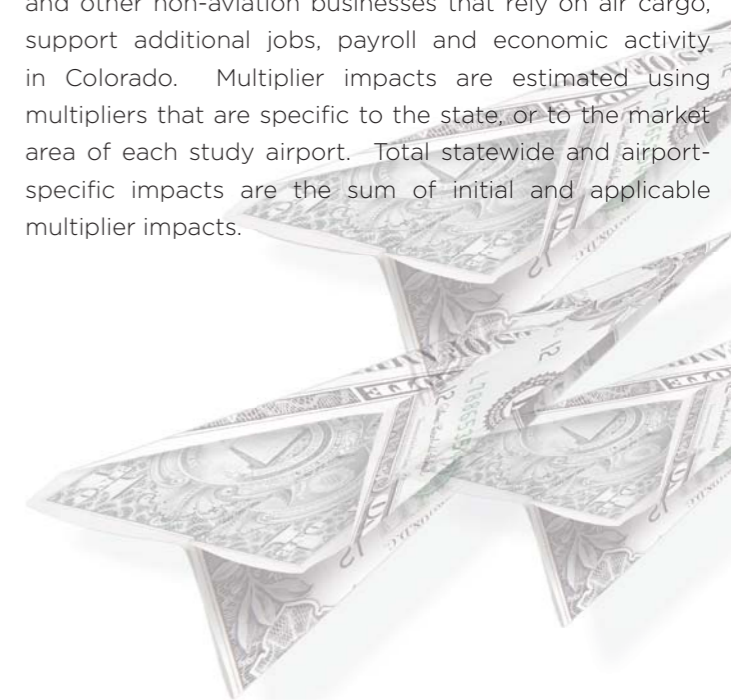 and other non-aviation businesses that rely on air cargo,
support additional jobs, payroll and economic activity
in Colorado. Multiplier impacts are estimated using
multipliers that are specific to the state, or to the market
area of each study airport. Total statewide and airport-
specific impacts are the sum of initial and applicable
multiplier impacts.